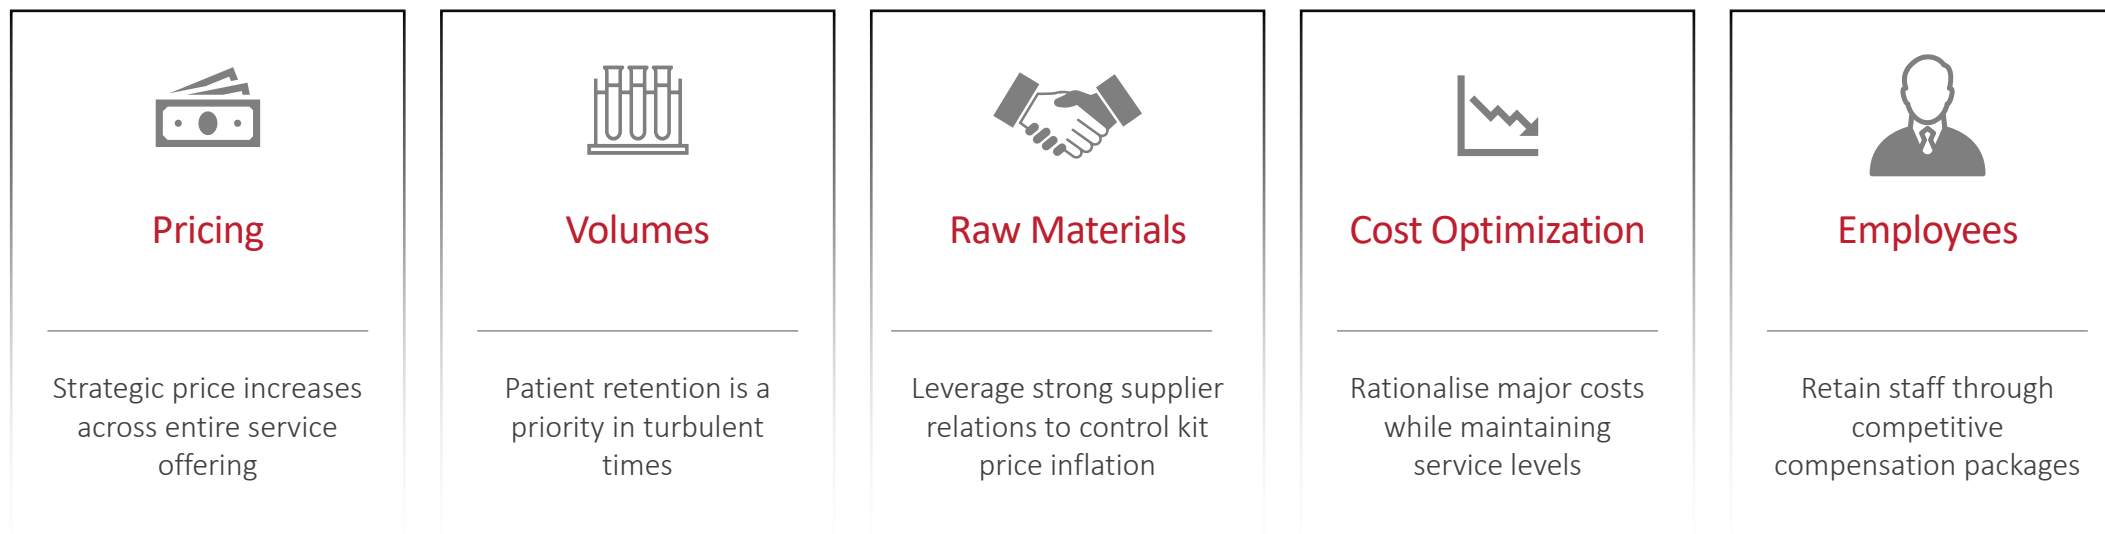 Pricing
Strategic price increases
across entire service
offering
Volumes
Patient retention is a
priority in turbulent
times
Raw Materials
Leverage strong supplier
relations to control kit
price inflation
Cost Optimization
Rationalise major costs
while maintaining
service levels
Employees
Retain staff through
competitive
compensation packages